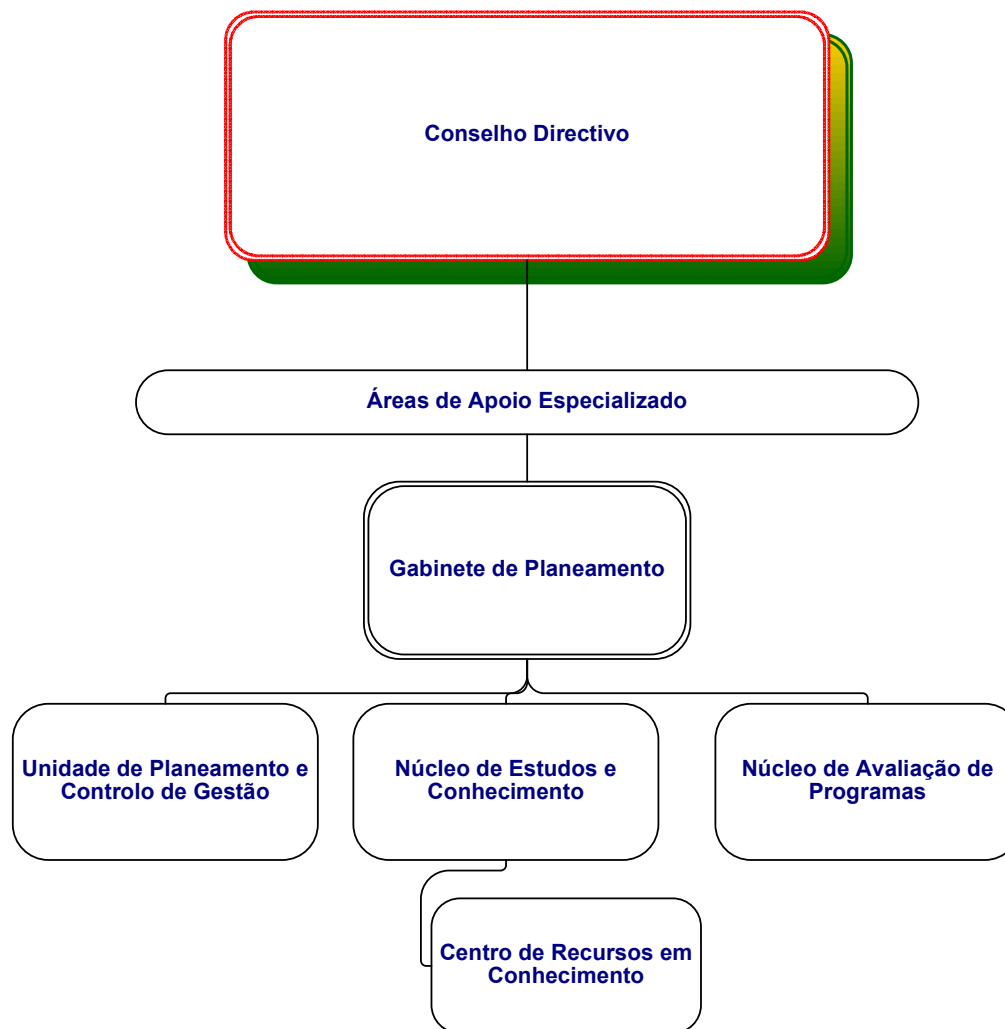 Conselho Directivo
Áreas de Apoio Especializado
Gabinete de Planeamento
Unidade de Planeamento e
Controlo de Gestão
Núcleo de Estudos e
Conhecimento
Núcleo de Avaliação de
Programas
Centro de Recursos em
Conhecimento